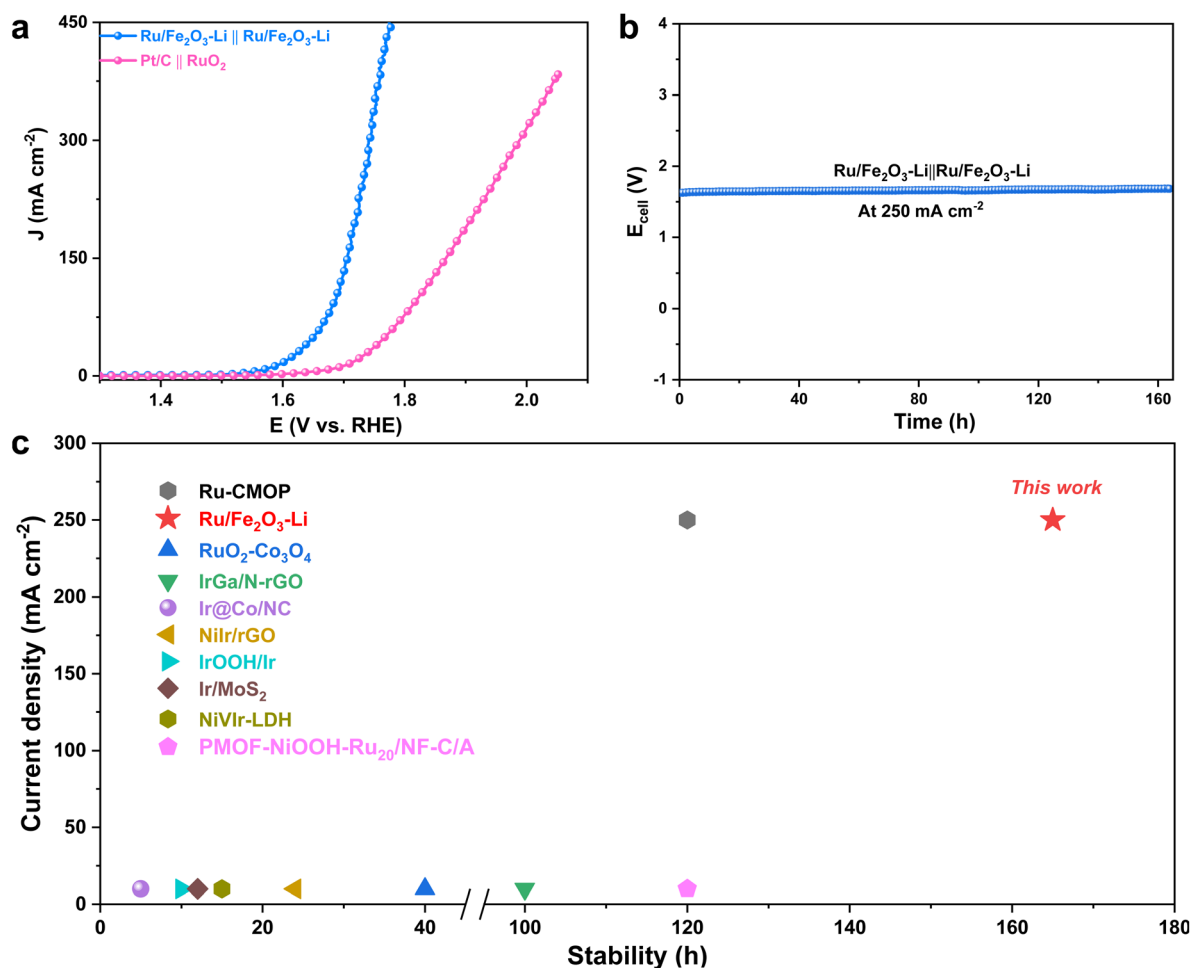 a
450
300
150
0
J (mA cm⁻²)
Ru/Fe₂O₃-Li || Ru/Fe₂O₃-Li
Pt/C || RuO₂
1.4 1.6 1.8 2.0
E (V vs. RHE)
b
4
3
2
1
0
-1
E_cell (V)
Ru/Fe₂O₃-Li||Ru/Fe₂O₃-Li
At 250 mA cm⁻²
0 40 80 120 160
Time (h)
c
300
250
200
150
100
50
0
Current density (mA cm⁻²)
Ru-CMOP
Ru/Fe₂O₃-Li
RuO₂-Co₃O₄
IrGa/N-rGO
Ir@Co/NC
NiIr/rGO
IrOOH/Ir
Ir/MoS₂
NiVIr-LDH
PMOF-NiOOH-Ru₂₀/NF-C/A
This work
0 20 40 100 120 140 160 180
Stability (h)